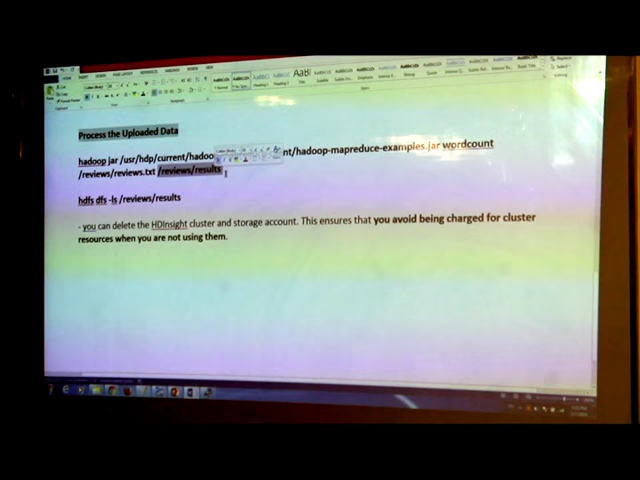 Process the Uploaded Data
hadoop jar /usr/hdp/current/hadoo nt/hadoop-mapreduce-examples.jar wordcount
/reviews/reviews.txt /reviews/results
hdfs dfs -ls /reviews/results
- you can delete the HDInsight cluster and storage account. This ensures that you avoid being charged for cluster
resources when you are not using them.